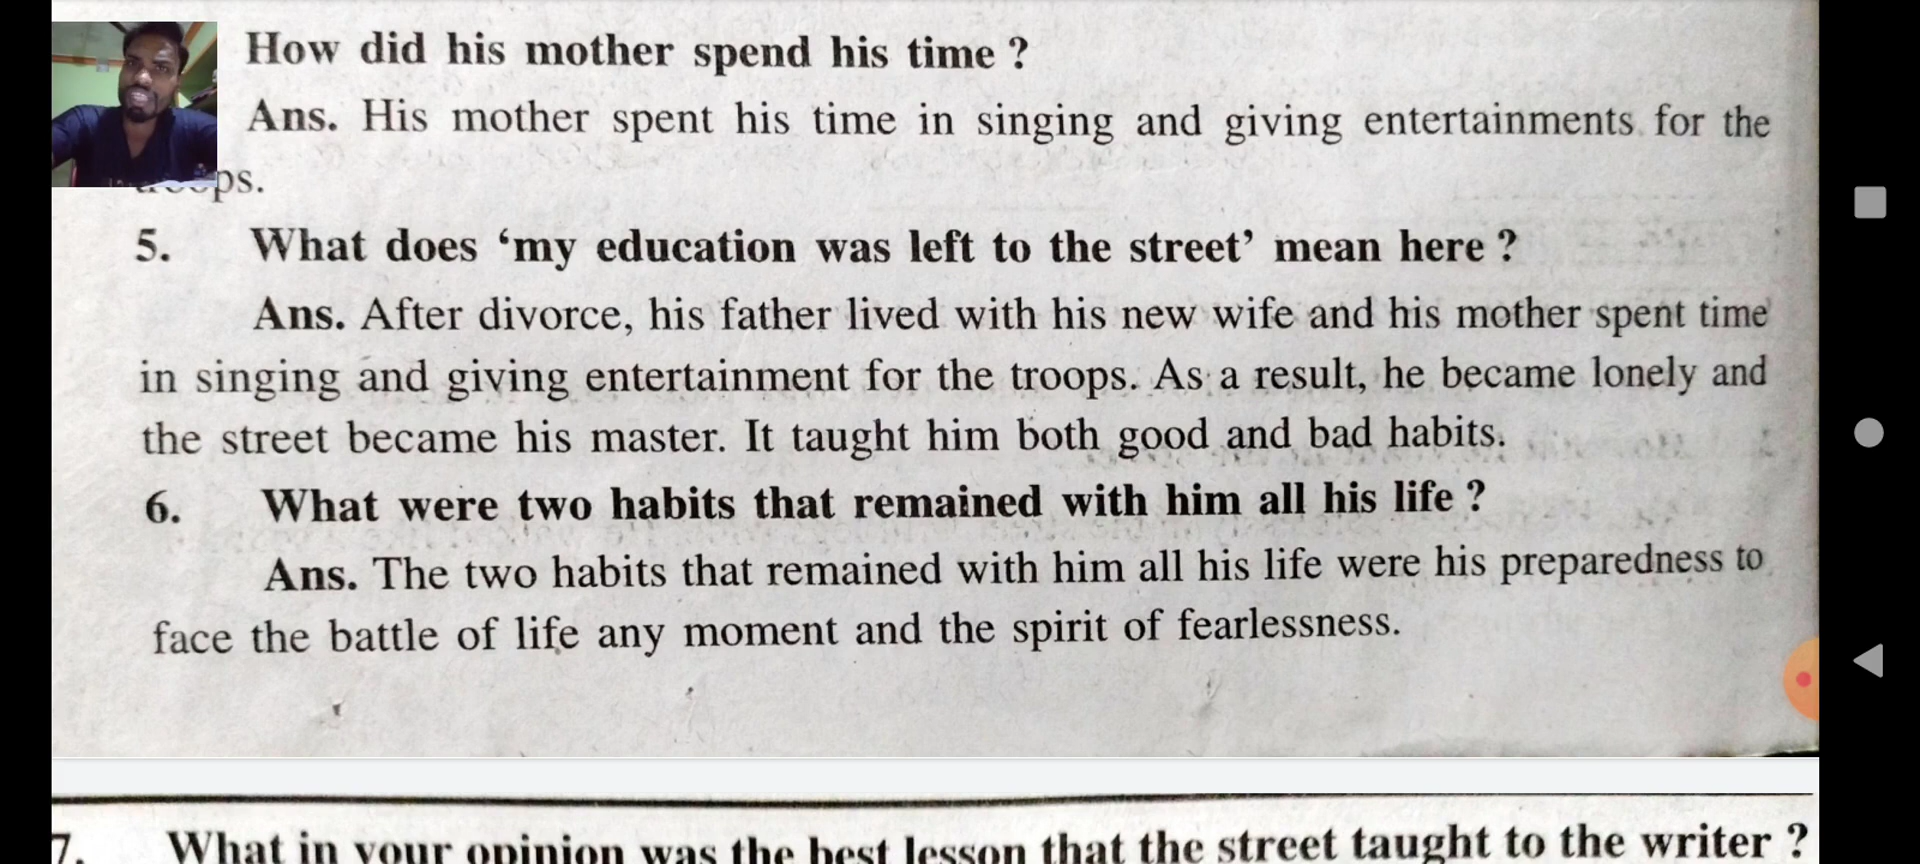 How did his mother spend his time ?
Ans. His mother spent his time in singing and giving entertainments for the
5. What does ‘my education was left to the street’ mean here ?
Ans. After divorce, his father lived with his new wife and his mother spent time
in singing and giving entertainment for the troops. As a result, he became lonely and
the street became his master. It taught him both good and bad habits.
6. What were two habits that remained with him all his life ?
Ans. The two habits that remained with him all his life were his preparedness to
face the battle of life any moment and the spirit of fearlessness.
7. What in your opinion was the best lesson that the street taught to the writer ?